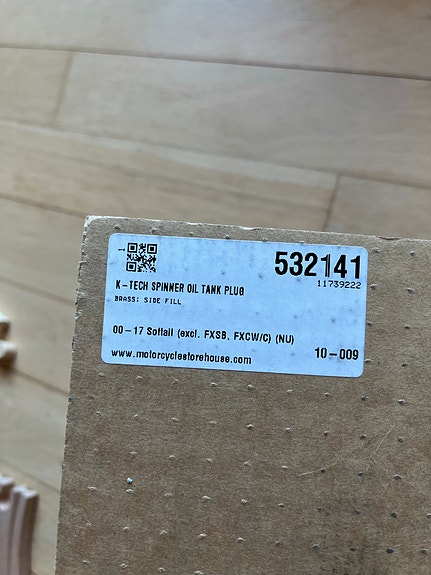 532141
11739222
K-TECH SPINNER OIL TANK PLUG
BRASS; SIDE FILL
00-17 Softail (excl. FXSB, FXCW/C) (NU)
www.motorcyclestorehouse.com
10-009